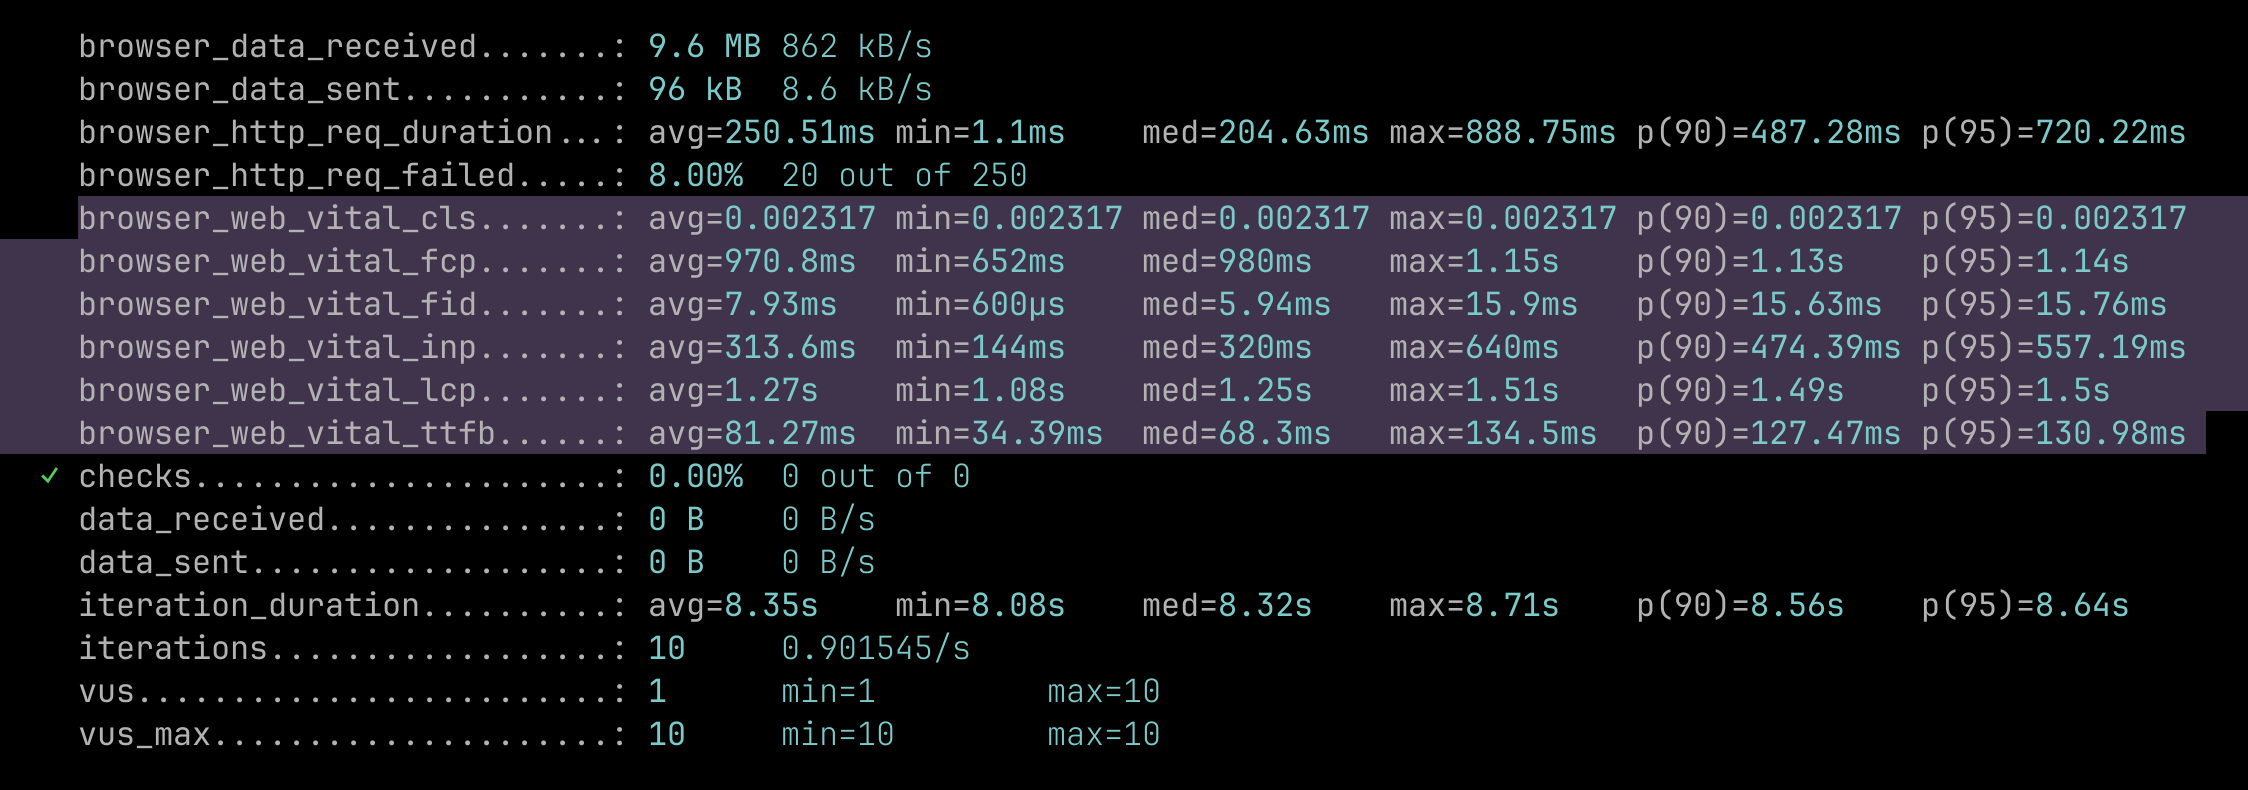 browser_data_received.......: 9.6 MB 862 kB/s
browser_data_sent...........: 96 kB  8.6 kB/s
browser_http_req_duration...: avg=250.51ms min=1.1ms    med=204.63ms max=888.75ms p(90)=487.28ms p(95)=720.22ms
browser_http_req_failed.....: 8.00%  20 out of 250
browser_web_vital_cls.......: avg=0.002317 min=0.002317 med=0.002317 max=0.002317 p(90)=0.002317 p(95)=0.002317
browser_web_vital_fcp.......: avg=970.8ms  min=652ms    med=980ms    max=1.15s    p(90)=1.13s    p(95)=1.14s
browser_web_vital_fid.......: avg=7.93ms   min=600µs    med=5.94ms   max=15.9ms   p(90)=15.63ms  p(95)=15.76ms
browser_web_vital_inp.......: avg=313.6ms  min=144ms    med=320ms    max=640ms    p(90)=474.39ms p(95)=557.19ms
browser_web_vital_lcp.......: avg=1.27s    min=1.08s    med=1.25s    max=1.51s    p(90)=1.49s    p(95)=1.5s
browser_web_vital_ttfb......: avg=81.27ms  min=34.39ms  med=68.3ms   max=134.5ms  p(90)=127.47ms p(95)=130.98ms
✓ checks......................: 0.00%  0 out of 0
data_received...............: 0 B    0 B/s
data_sent...................: 0 B    0 B/s
iteration_duration..........: avg=8.35s    min=8.08s    med=8.32s    max=8.71s    p(90)=8.56s    p(95)=8.64s
iterations..................: 10     0.901545/s
vus.........................: 1      min=1         max=10
vus_max.....................: 10     min=10        max=10